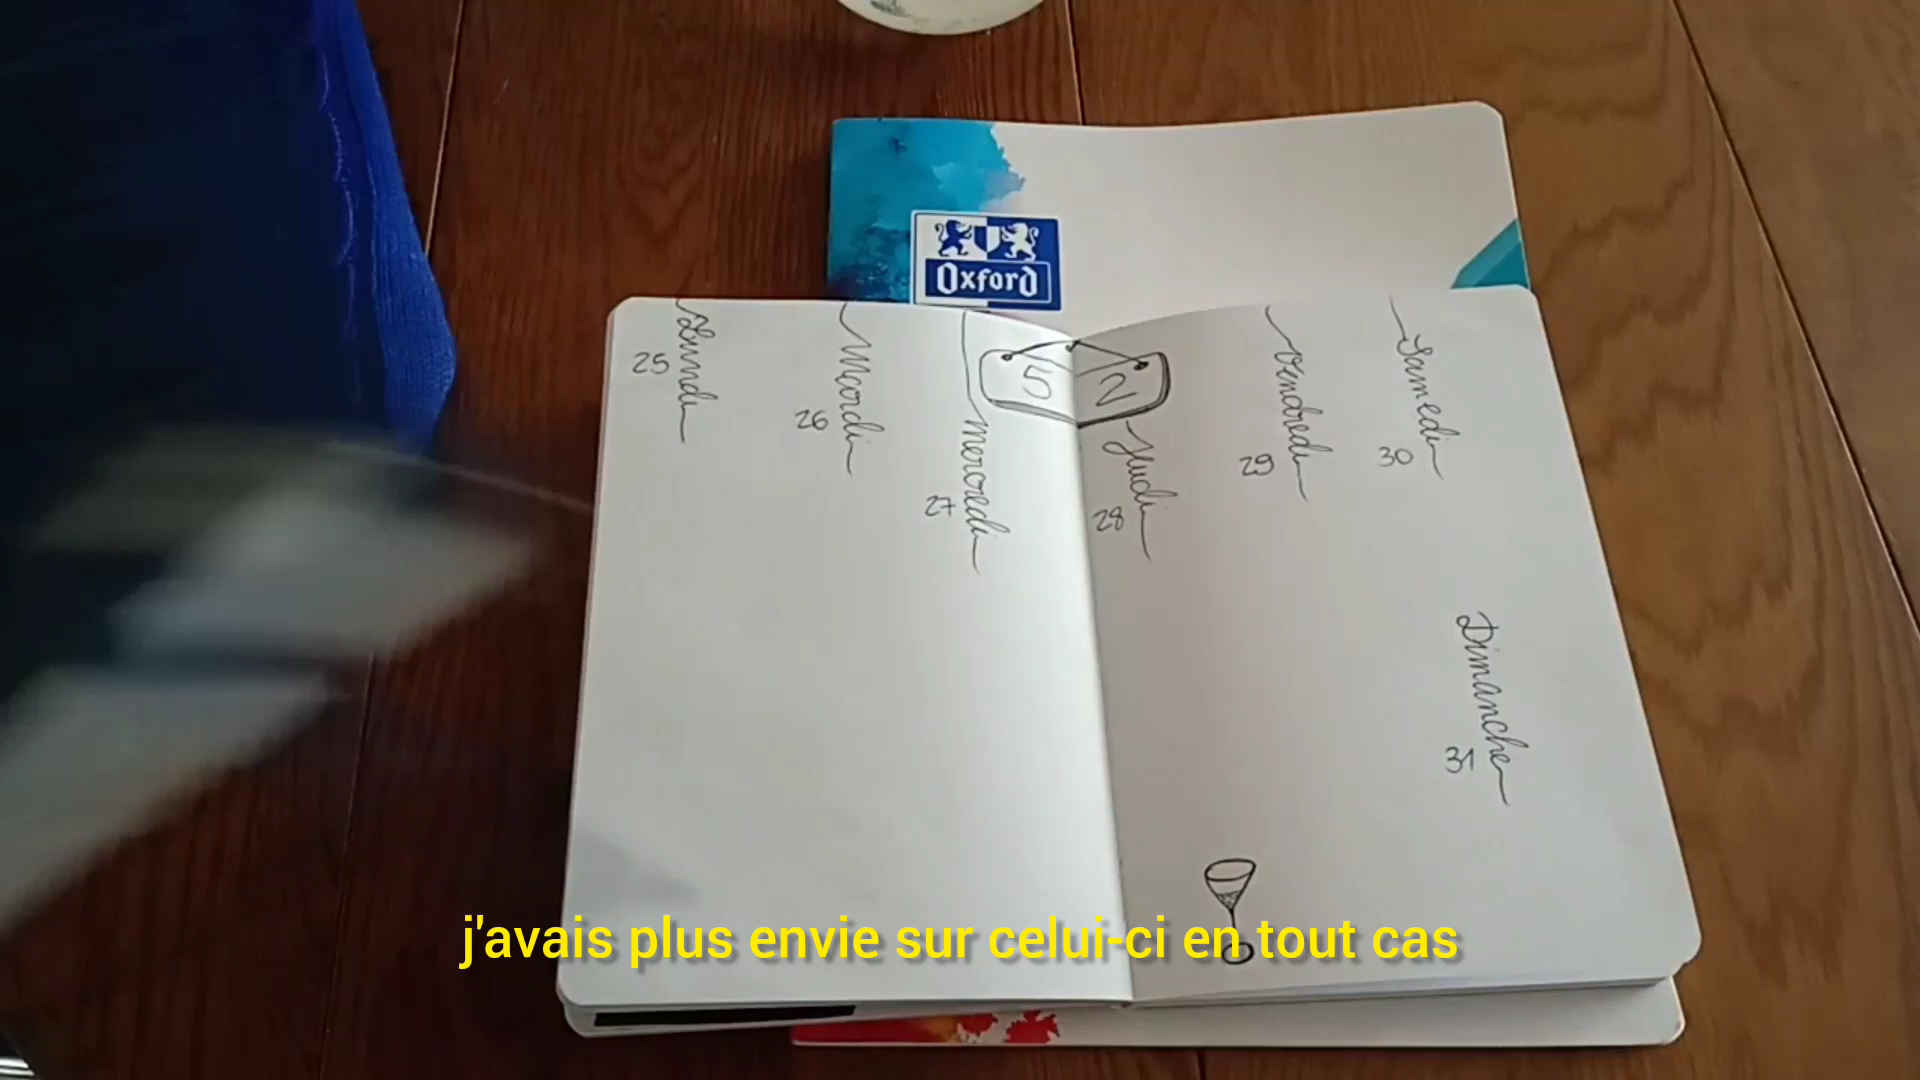 Oxford
Lundi
25
Mardi
26
Mercredi
27
52
Jeudi
28
Vendredi
29
Samedi
30
Dimanche
31
j'avais plus envie sur celui-ci en tout cas